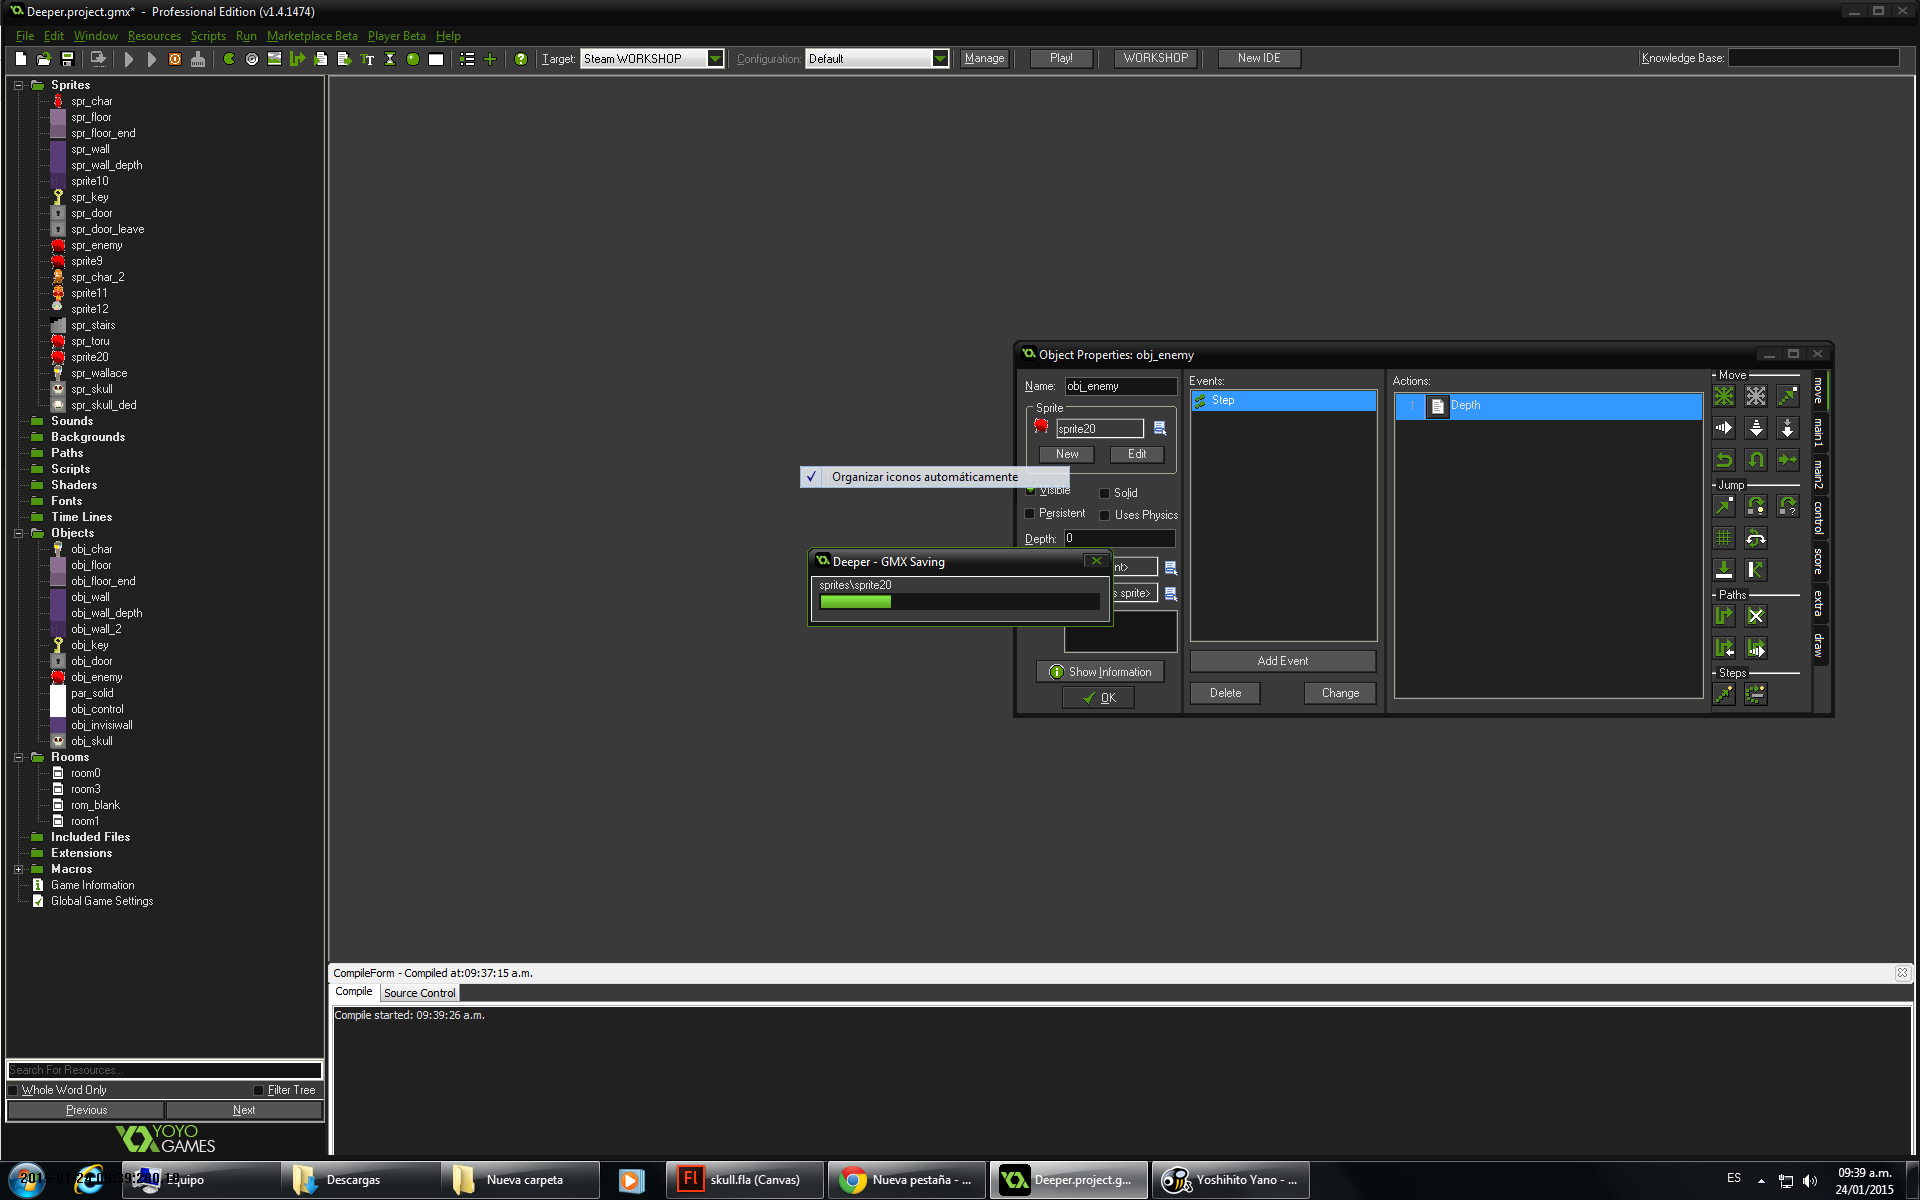 Deeper.project.gmx* - Professional Edition (v1.4.1474)
File Edit Window Resources Scripts Run Marketplace Beta Player Beta Help
Target: Steam WORKSHOP Configuration: Default Manage Play! WORKSHOP New IDE Knowledge Base:
Sprites
spr_char
spr_floor
spr_floor_end
spr_wall
spr_wall_depth
sprite10
spr_key
spr_door
spr_door_leave
spr_enemy
sprite9
spr_char_2
sprite11
sprite12
spr_stairs
spr_toru
sprite20
spr_wallace
spr_skull
spr_skull_ded
Sounds
Backgrounds
Paths
Scripts
Shaders
Fonts
Time Lines
Objects
obj_char
obj_floor
obj_floor_end
obj_wall
obj_wall_depth
obj_wall_2
obj_key
obj_door
obj_enemy
par_solid
obj_control
obj_invisiwall
obj_skull
Rooms
room0
room3
rom_blank
room1
Included Files
Extensions
Macros
Game Information
Global Game Settings
Search For Resources...
Whole Word Only Filter Tree
Previous Next
YOYO
GAMES
Object Properties: obj_enemy
Name: obj_enemy
Sprite
sprite20
New Edit
Organizar iconos automáticamente
Visible Solid
Persistent Uses Physics
Depth: 0
nt>
s sprite>
Show Information
OK
Events:
Step
Add Event
Delete Change
Actions:
1 Depth
Move
Jump
Paths
Steps
move
main1
main2
control
score
extra
draw
Deeper - GMX Saving
sprites\sprite20
CompileForm - Compiled at:09:37:15 a.m.
Compile Source Control
Compile started: 09:39:26 a.m.
Equipo Descargas Nueva carpeta skull.fla (Canvas) Nueva pestaña - ... Deeper.project.g... Yoshihito Yano - ... ES
09:39 a.m.
24/01/2015